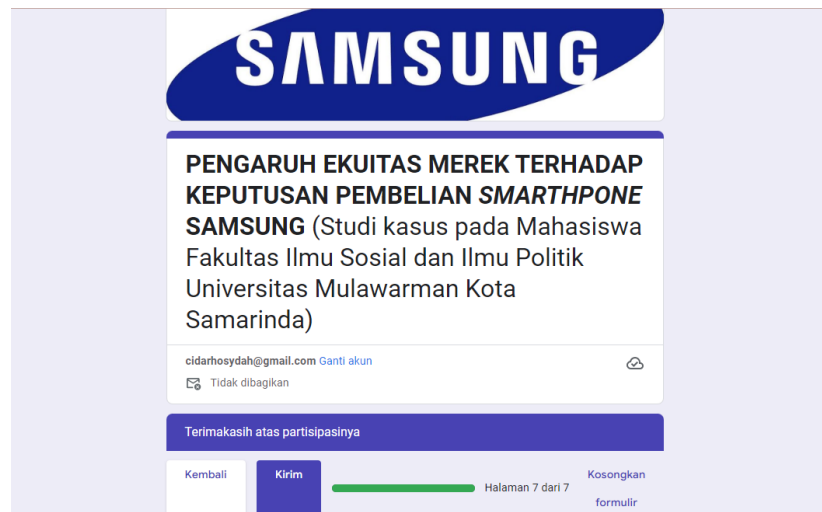 SAMSUNG
PENGARUH EKUITAS MEREK TERHADAP
KEPUTUSAN PEMBELIAN SMARTHPONE
SAMSUNG (Studi kasus pada Mahasiswa
Fakultas Ilmu Sosial dan Ilmu Politik
Universitas Mulawarman Kota
Samarinda)
cidarhosydah@gmail.com Ganti akun
Tidak dibagikan
Terimakasih atas partisipasinya
Kembali
Kirim
Halaman 7 dari 7
Kosongkan
formulir